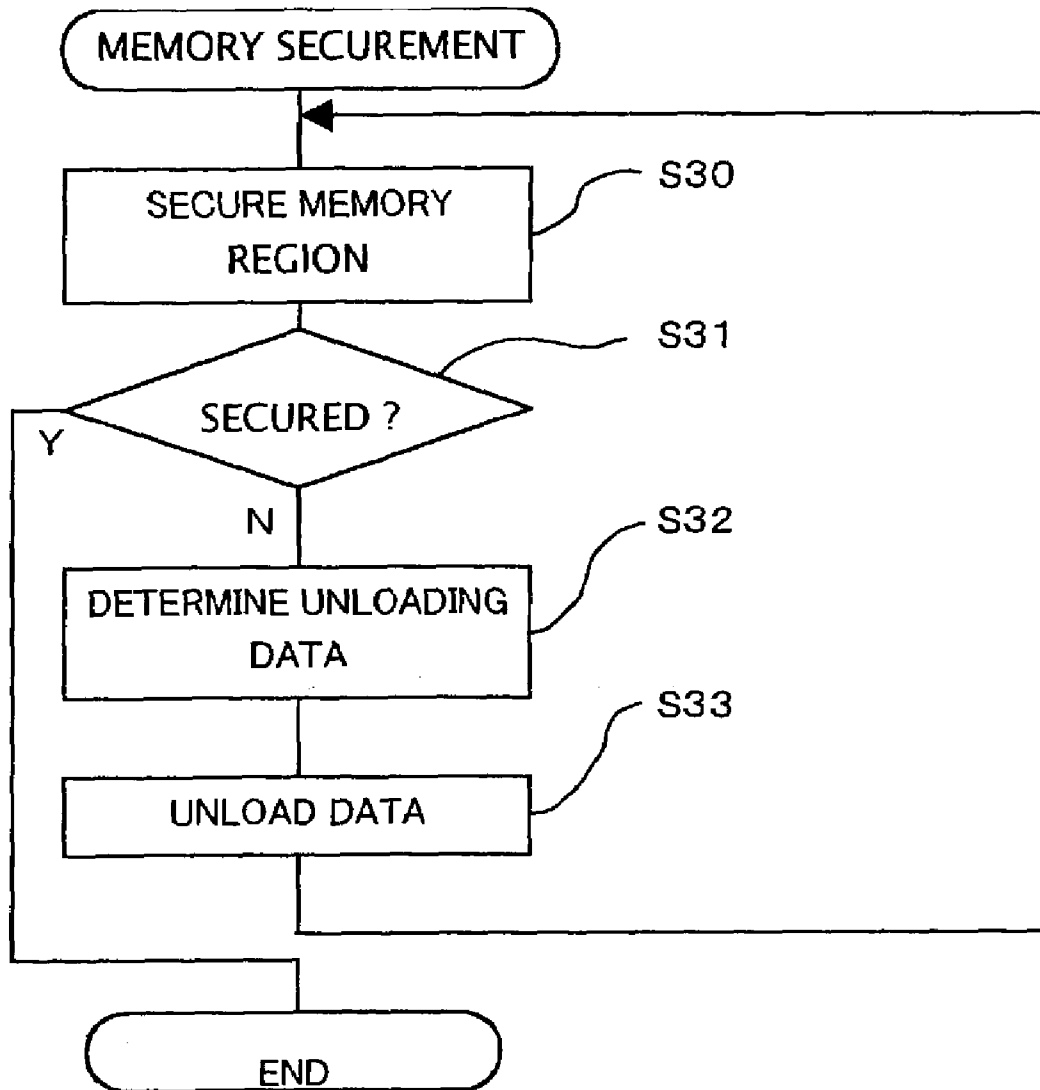 MEMORY SECUREMENT
SECURE MEMORY
REGION
S30
SECURED ?
S31
Y
N
DETERMINE UNLOADING
DATA
S32
UNLOAD DATA
S33
END